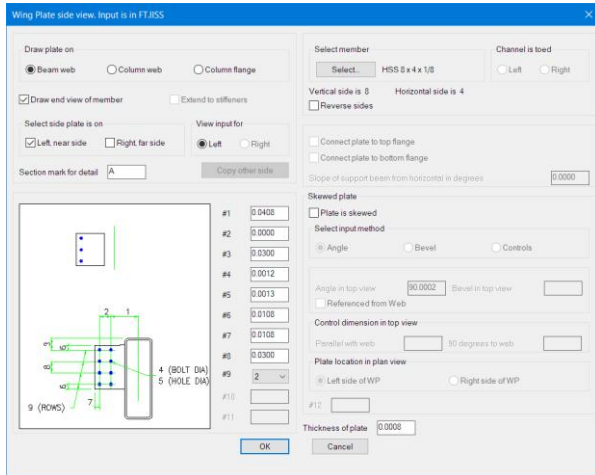 Wing Plate side view. Input is in FT.IISS
Draw plate on
Beam web
Column web
Column flange
Draw end view of member
Extend to stiffeners
Select side plate is on
Left, near side
Right, far side
View input for
Left
Right
Section mark for detail
A
Copy other side
2
1
3
6
8
6
7
4 (BOLT DIA)
5 (HOLE DIA)
9 (ROWS)
#1 0.0408
#2 0.0000
#3 0.0300
#4 0.0012
#5 0.0013
#6 0.0108
#7 0.0108
#8 0.0300
#9 2
#10
#11
OK
Select member
Select..
HSS 8 x 4 x 1/8
Channel is toed
Left
Right
Vertical side is 8
Horizontal side is 4
Reverse sides
Connect plate to top flange
Connect plate to bottom flange
Slope of support beam from horizontal in degrees
0.0000
Skewed plate
Plate is skewed
Select input method
Angle
Bevel
Controls
Angle in top view
90.0002
Bevel in top view
Referenced from Web
Control dimension in top view
Parallel with web
90 degrees to web
Plate location in plan view
Left side of WP
Right side of WP
#12
Thickness of plate
0.0008
Cancel